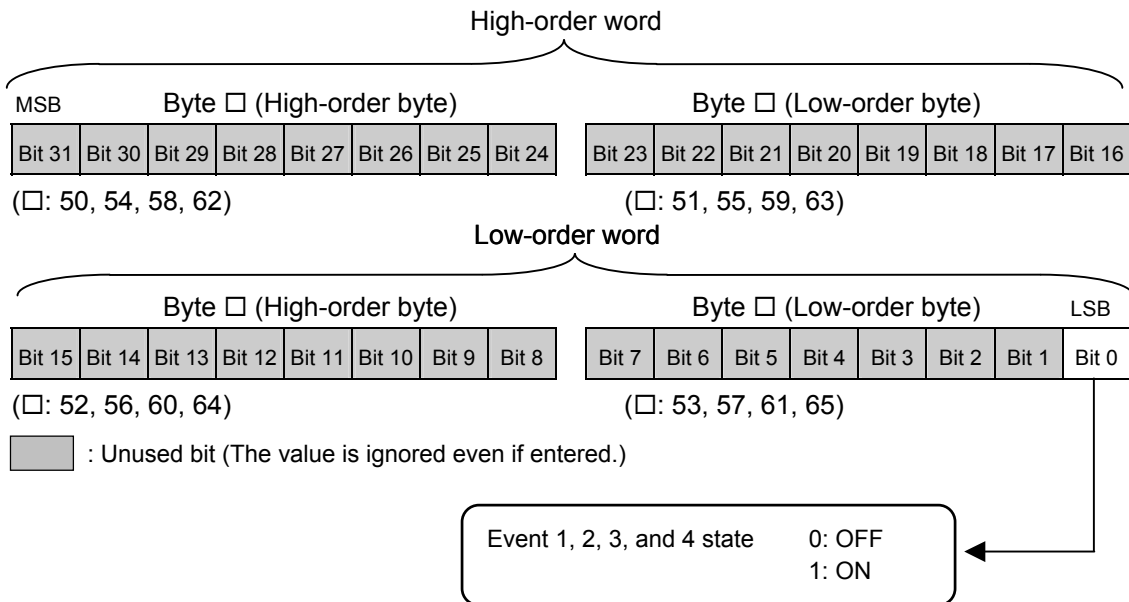 High-order word
MSB Byte □ (High-order byte) Byte □ (Low-order byte)
Bit 31 Bit 30 Bit 29 Bit 28 Bit 27 Bit 26 Bit 25 Bit 24 Bit 23 Bit 22 Bit 21 Bit 20 Bit 19 Bit 18 Bit 17 Bit 16
(□: 50, 54, 58, 62) (□: 51, 55, 59, 63)
Low-order word
Byte □ (High-order byte) Byte □ (Low-order byte) LSB
Bit 15 Bit 14 Bit 13 Bit 12 Bit 11 Bit 10 Bit 9 Bit 8 Bit 7 Bit 6 Bit 5 Bit 4 Bit 3 Bit 2 Bit 1 Bit 0
(□: 52, 56, 60, 64) (□: 53, 57, 61, 65)
: Unused bit (The value is ignored even if entered.)
Event 1, 2, 3, and 4 state 0: OFF
1: ON